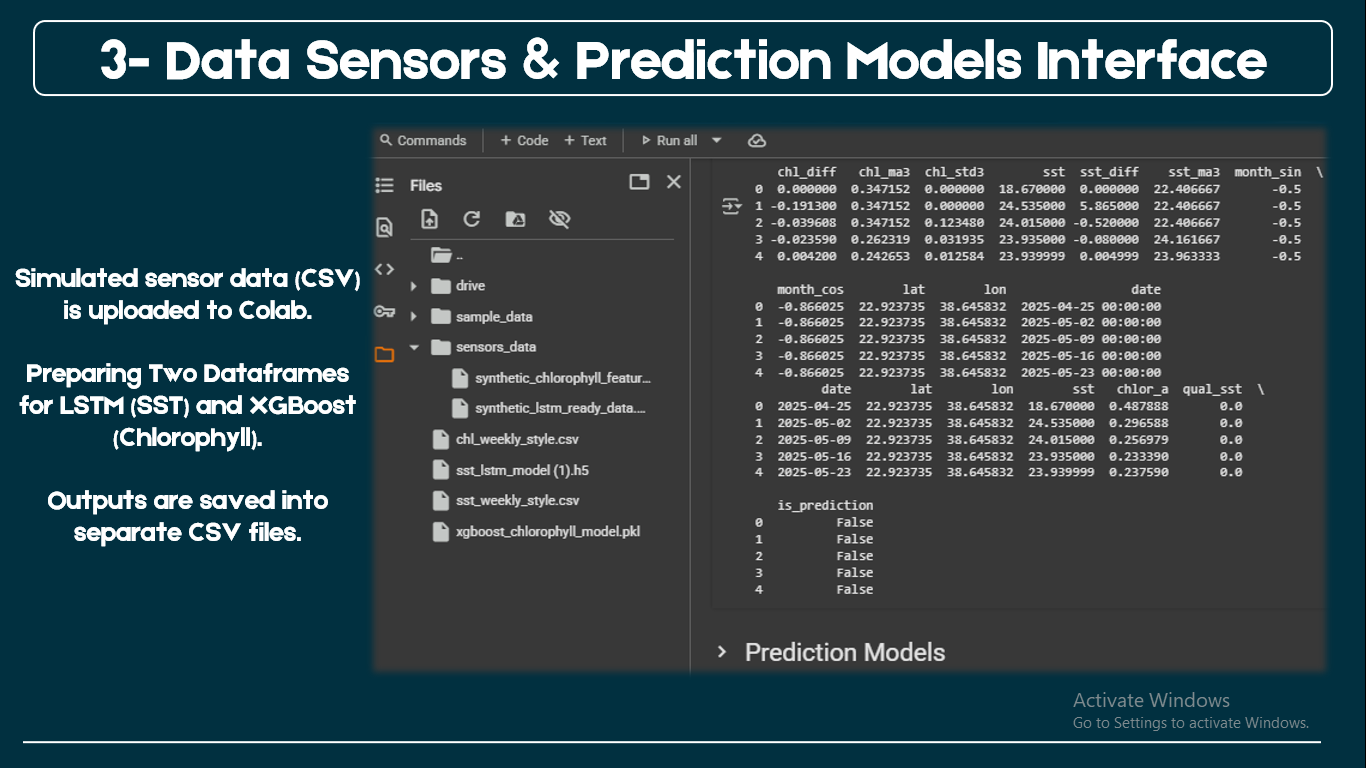 3- Data Sensors & Prediction Models Interface
Simulated sensor data (CSV)
is uploaded to Colab.
Preparing Two Dataframes
for LSTM (SST) and XGBoost
(Chlorophyll).
Outputs are saved into
separate CSV files.
Commands + Code + Text Run all
Files
..
drive
sample_data
sensors_data
synthetic_chlorophyll_featur...
synthetic_lstm_ready_data....
chl_weekly_style.csv
sst_lstm_model (1).h5
sst_weekly_style.csv
xgboost_chlorophyll_model.pkl
chl_diff chl_ma3 chl_std3 sst sst_diff sst_ma3 month_sin \
0 0.000000 0.347152 0.000000 18.670000 0.000000 22.406667 -0.5
1 -0.191300 0.347152 0.000000 24.535000 5.865000 22.406667 -0.5
2 -0.039608 0.347152 0.123480 24.015000 -0.520000 22.406667 -0.5
3 -0.023590 0.262319 0.031935 23.935000 -0.080000 24.161667 -0.5
4 0.004200 0.242653 0.012584 23.939999 0.004999 23.963333 -0.5
month_cos lat lon date
0 -0.866025 22.923735 38.645832 2025-04-25 00:00:00
1 -0.866025 22.923735 38.645832 2025-05-02 00:00:00
2 -0.866025 22.923735 38.645832 2025-05-09 00:00:00
3 -0.866025 22.923735 38.645832 2025-05-16 00:00:00
4 -0.866025 22.923735 38.645832 2025-05-23 00:00:00
date lat lon sst chlor_a qual_sst \
0 2025-04-25 22.923735 38.645832 18.670000 0.487888 0.0
1 2025-05-02 22.923735 38.645832 24.535000 0.296588 0.0
2 2025-05-09 22.923735 38.645832 24.015000 0.256979 0.0
3 2025-05-16 22.923735 38.645832 23.935000 0.233390 0.0
4 2025-05-23 22.923735 38.645832 23.939999 0.237590 0.0
is_prediction
0 False
1 False
2 False
3 False
4 False
Prediction Models
Activate Windows
Go to Settings to activate Windows.